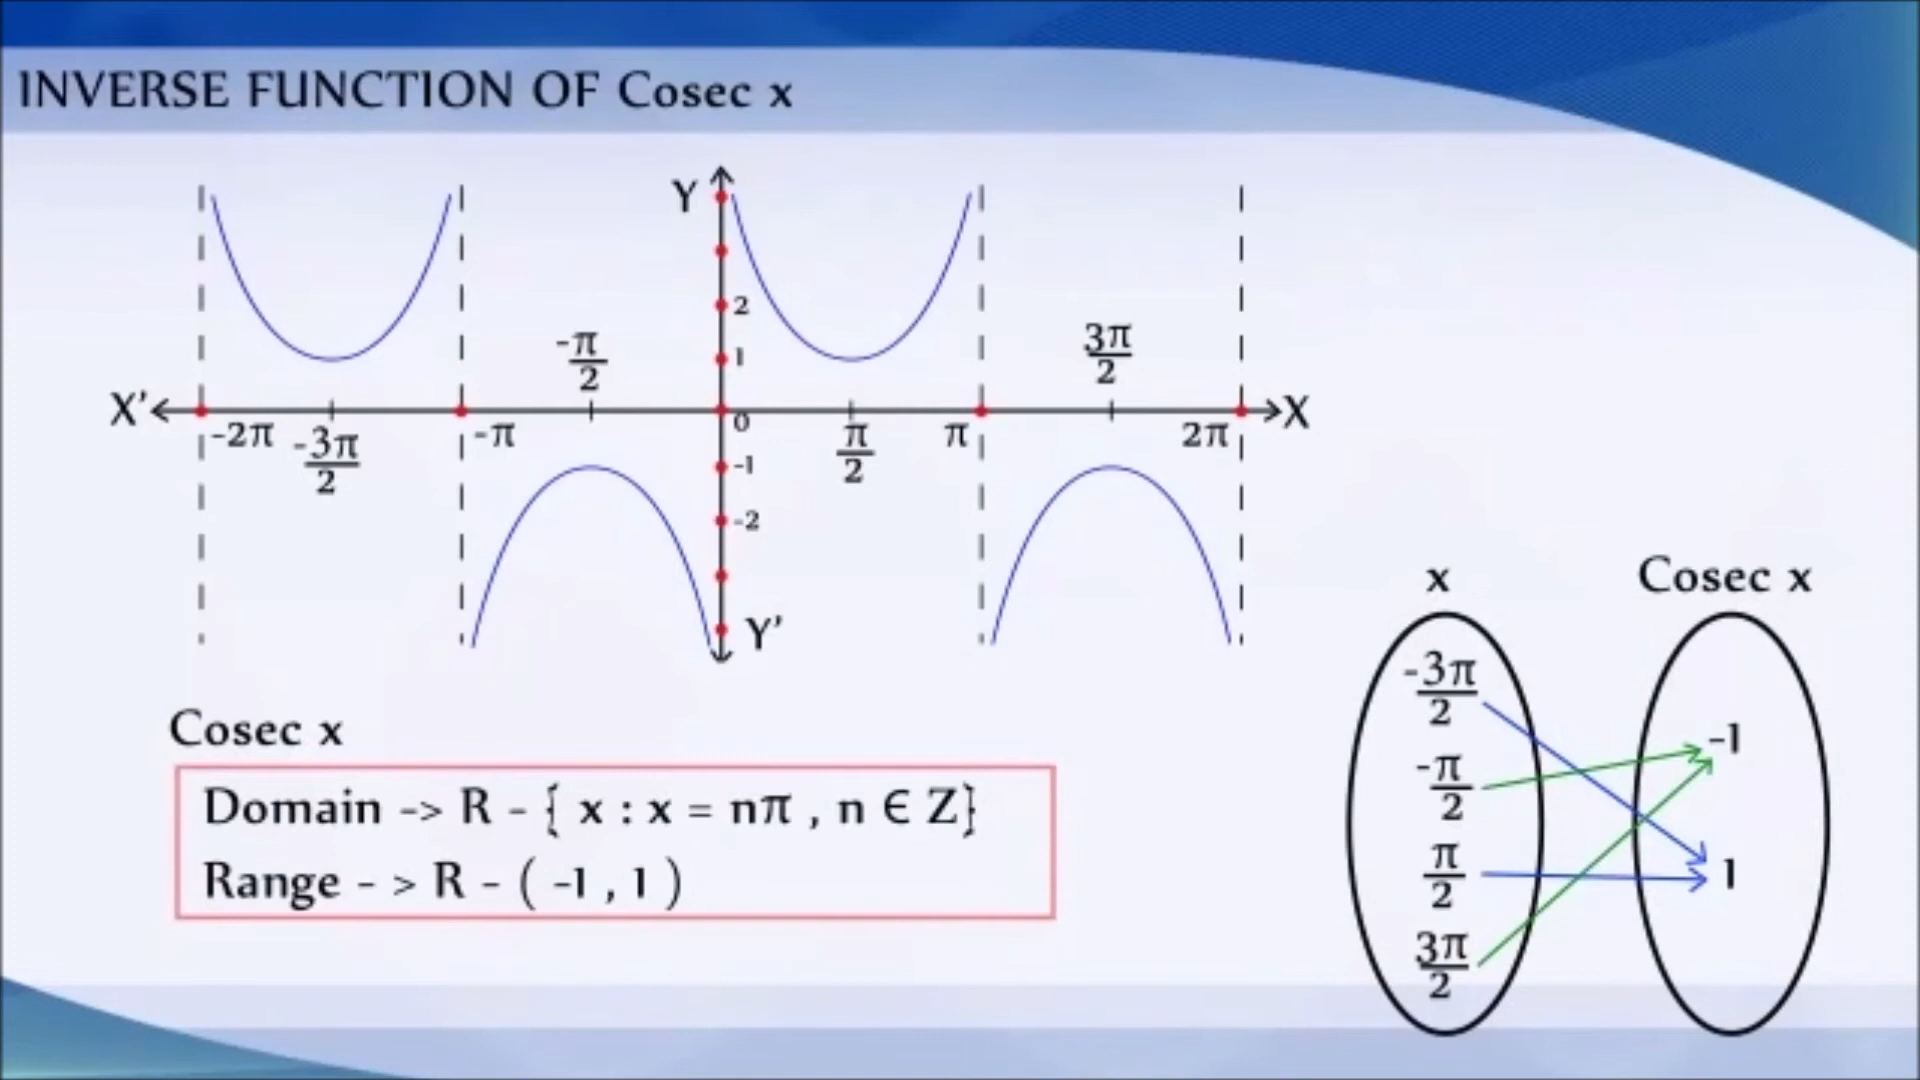 INVERSE FUNCTION OF Cosec x
Y
2
1
-π/2
3π/2
X'
X
0
-2π
-3π/2
-π
π/2
π
2π
-1
-2
Y'
x
Cosec x
-3π/2
-π/2
π/2
3π/2
-1
1
Cosec x
Domain -> R - { x : x = nπ , n ∈ Z}
Range - > R - ( -1 , 1 )